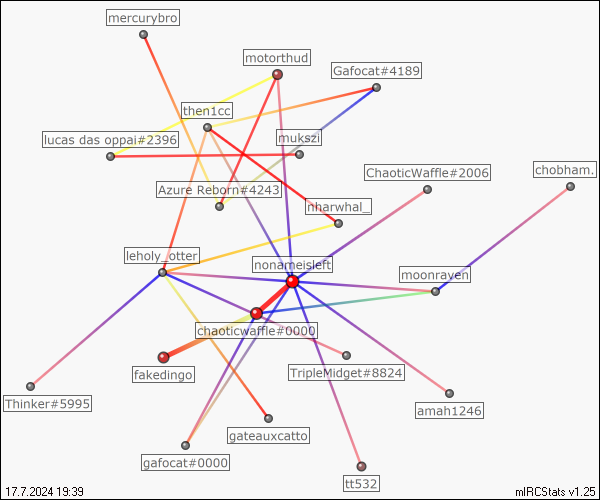 mercurybro
motorthud
Gafocat#4189
then1cc
lucas das oppai#2396
mukszi
ChaoticWaffle#2006
chobham.
Azure Reborn#4243
nharwhal_
leholy_otter
nonameisleft
moonraven
chaoticwaffle#0000
fakedingo
TripleMidget#8824
Thinker#5995
amah1246
gateauxcatto
gafocat#0000
tt532
17.7.2024 19:39
mIRCStats v1.25